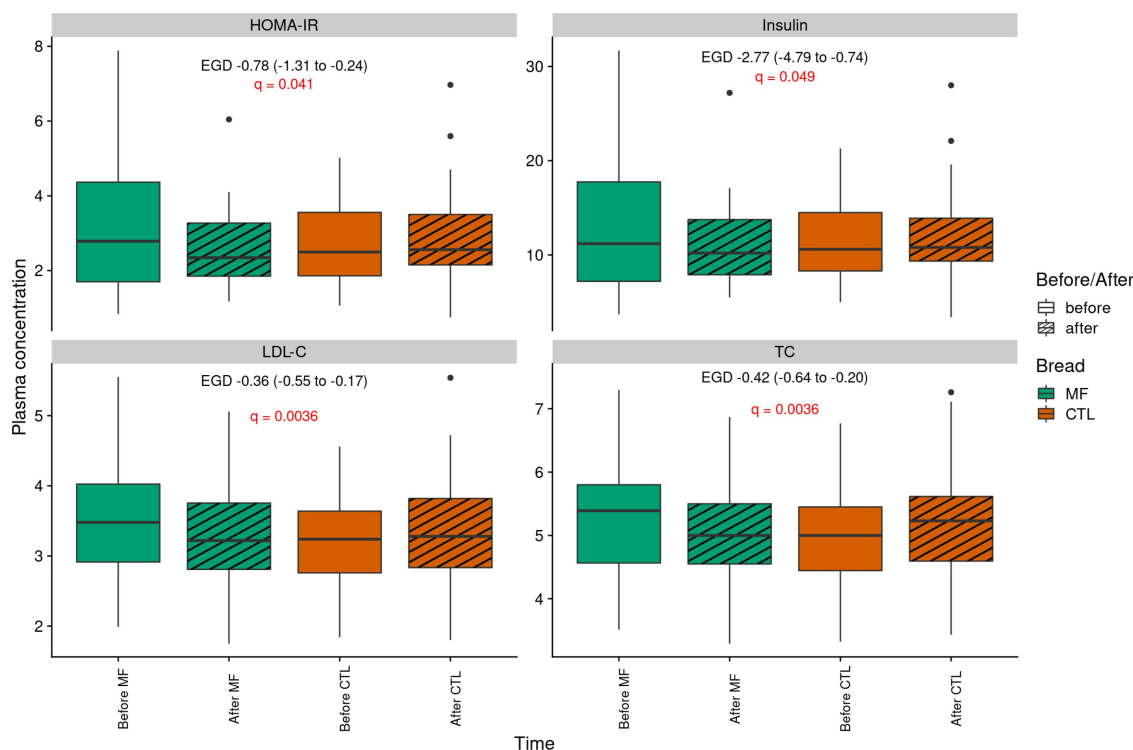 HOMA-IR
Insulin
EGD -0.78 (-1.31 to -0.24)
q = 0.041
EGD -2.77 (-4.79 to -0.74)
q = 0.049
8
6
4
2
30
20
10
LDL-C
TC
EGD -0.36 (-0.55 to -0.17)
q = 0.0036
EGD -0.42 (-0.64 to -0.20)
q = 0.0036
5
4
3
2
7
6
5
4
Plasma concentration
Before MF
After MF
Before CTL
After CTL
Before MF
After MF
Before CTL
After CTL
Time
Before/After
before
after
Bread
MF
CTL